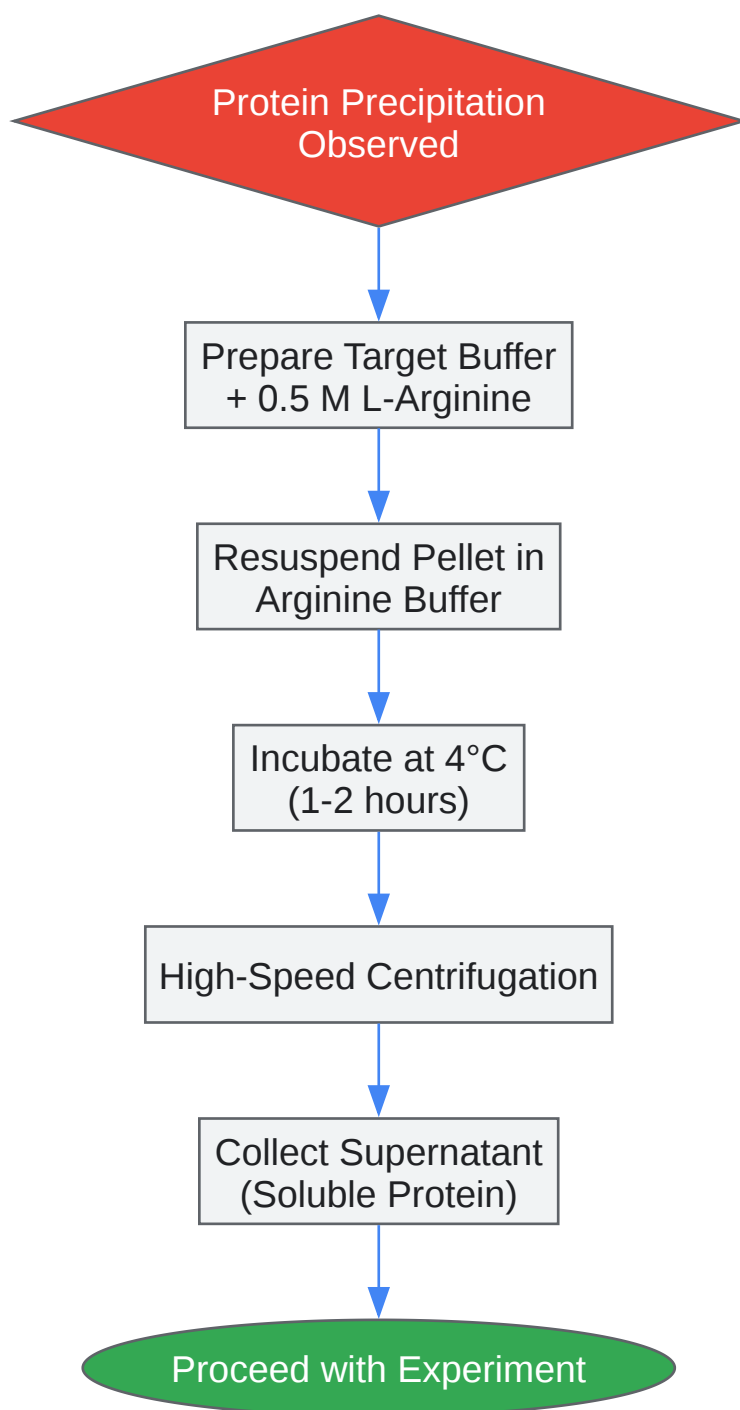 Protein Precipitation
Observed
Prepare Target Buffer
+ 0.5 M L-Arginine
Resuspend Pellet in
Arginine Buffer
Incubate at 4°C
(1-2 hours)
High-Speed Centrifugation
Collect Supernatant
(Soluble Protein)
Proceed with Experiment